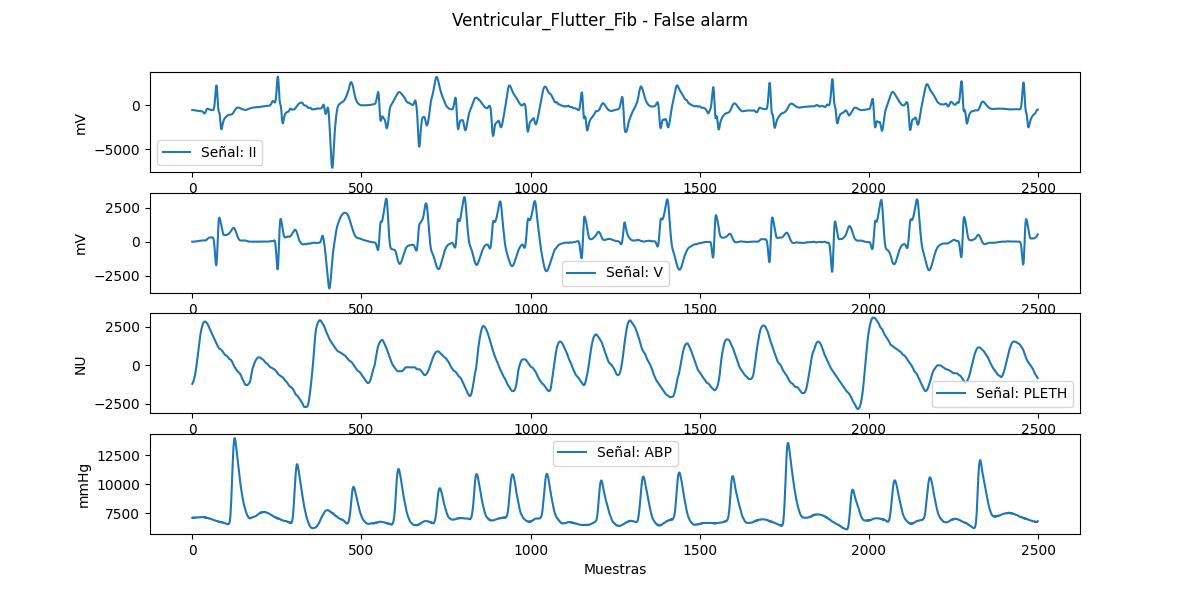 Ventricular_Flutter_Fib - False alarm
0
−5000
mV
Señal: II
0 500 1000 1500 2000 2500
2500
0
−2500
mV
Señal: V
0 500 1000 1500 2000 2500
2500
0
−2500
NU
Señal: PLETH
0 500 1000 1500 2000 2500
12500
10000
7500
mmHg
Señal: ABP
0 500 1000 1500 2000 2500
Muestras